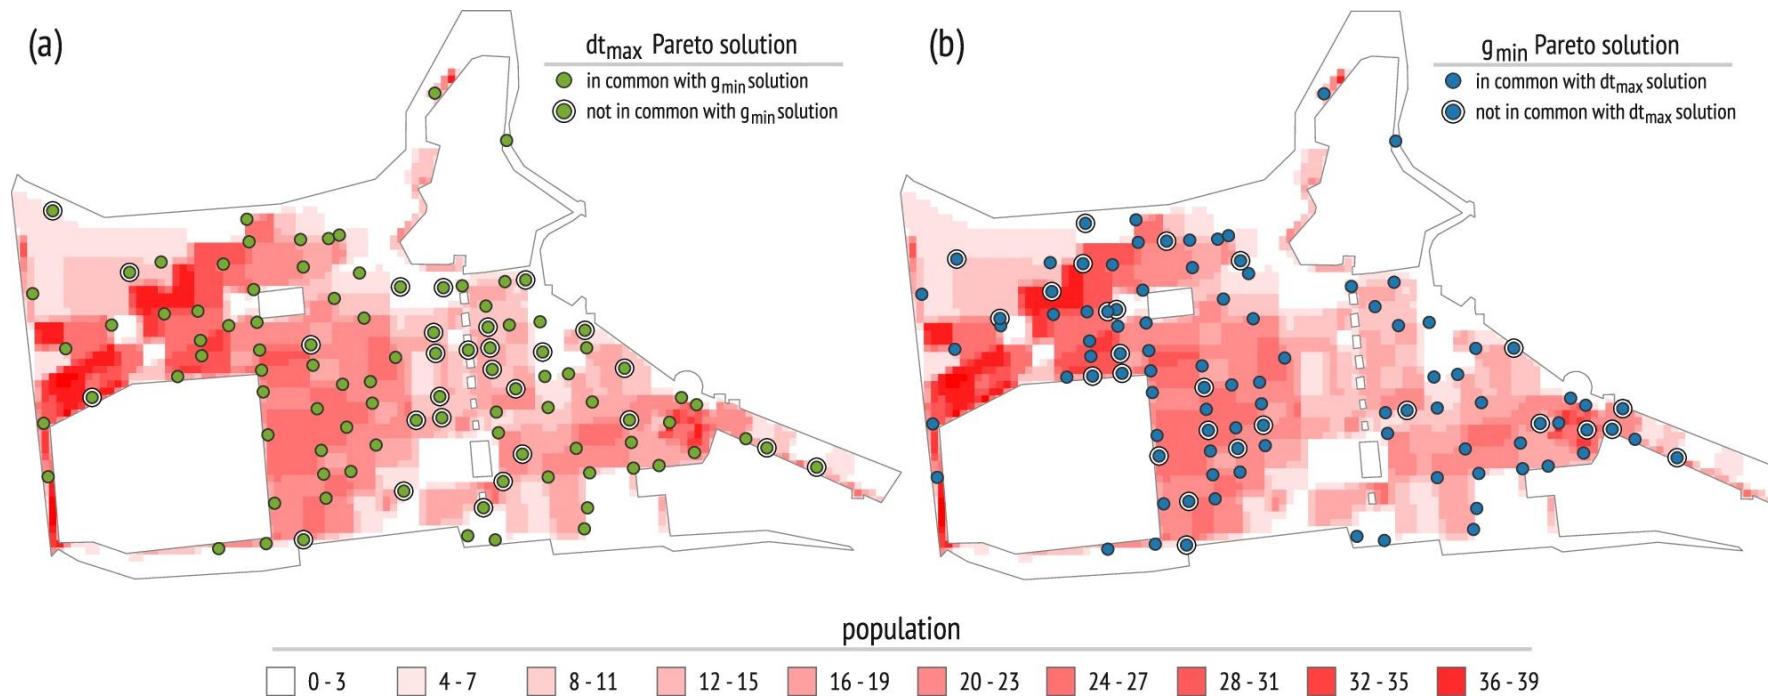 (a)
dtmax Pareto solution
in common with gmin solution
not in common with gmin solution
(b)
gmin Pareto solution
in common with dtmax solution
not in common with dtmax solution
population
0 - 3 4 - 7 8 - 11 12 - 15 16 - 19 20 - 23 24 - 27 28 - 31 32 - 35 36 - 39